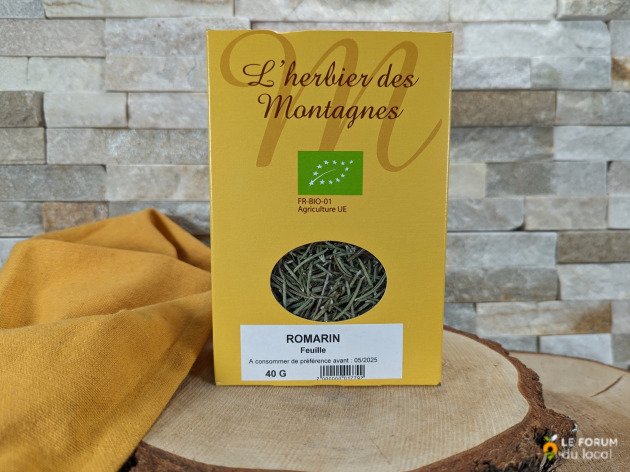 L'herbier des
Montagnes
FR-BIO-01
Agriculture UE
ROMARIN
Feuille
A consommer de préférence avant : 05/2025
40 G
LE FORUM
du local